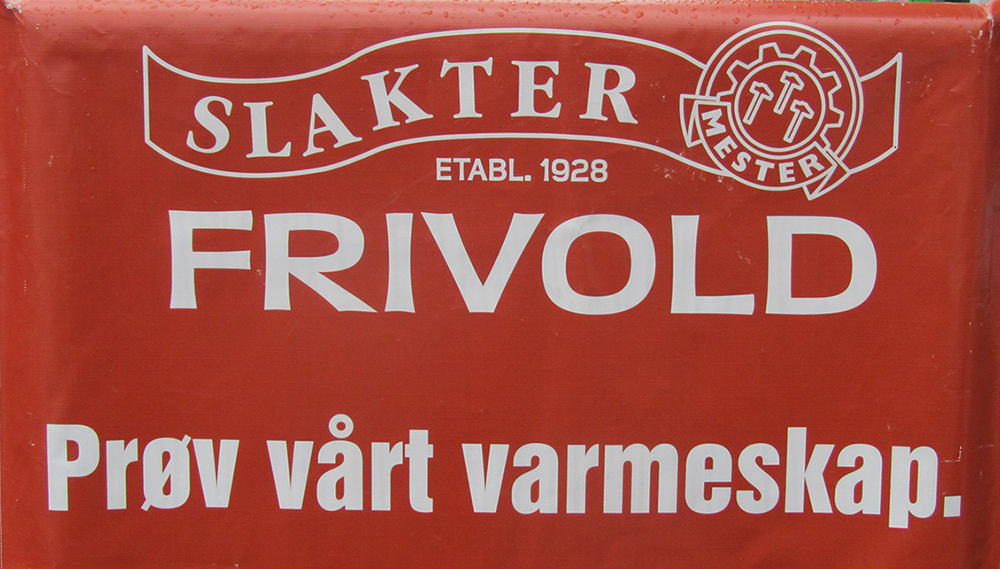 SLAKTER
MESTER
ETABL. 1928
FRIVOLD
Prøv vårt varmeskap.